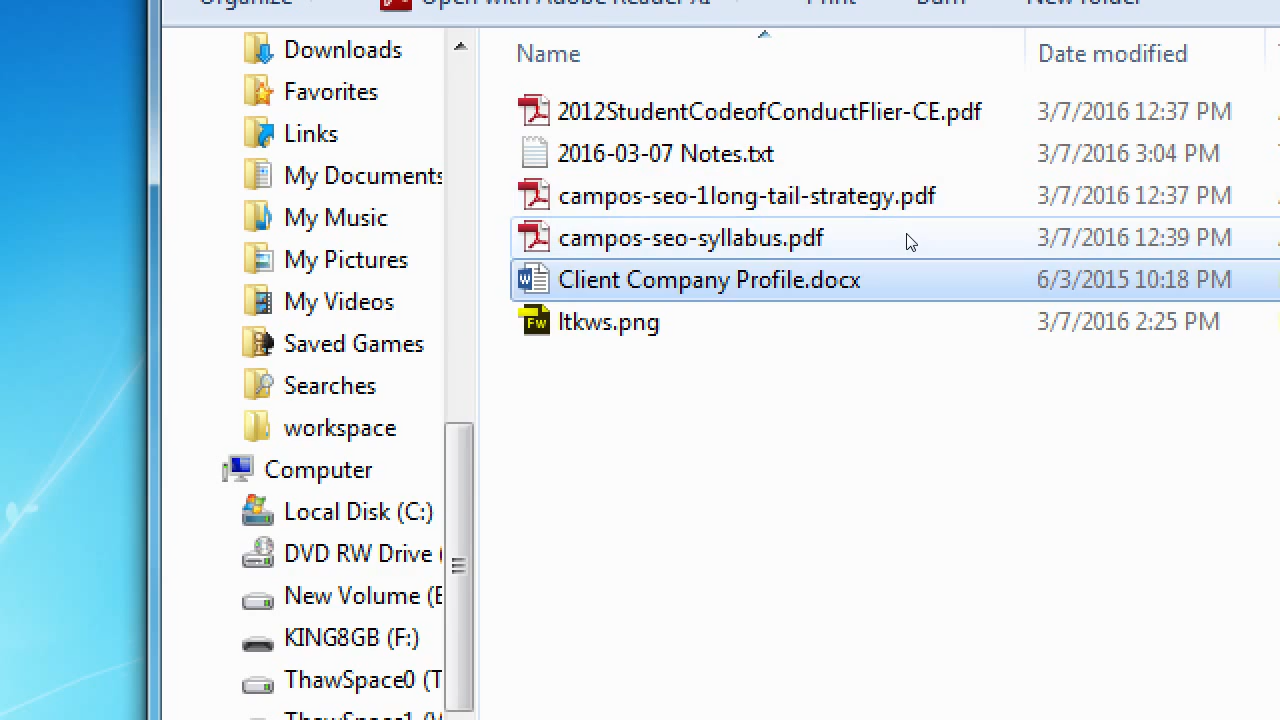 Organize
Open with Adobe Reader XI
Print
Burn
New folder
Downloads
Favorites
Links
My Documents
My Music
My Pictures
My Videos
Saved Games
Searches
workspace
Computer
Local Disk (C:)
DVD RW Drive (
New Volume (E
KING8GB (F:)
ThawSpace0 (T
ThawSpace1 (
Name
Date modified
2012StudentCodeofConductFlier-CE.pdf 3/7/2016 12:37 PM
2016-03-07 Notes.txt 3/7/2016 3:04 PM
campos-seo-1long-tail-strategy.pdf 3/7/2016 12:37 PM
campos-seo-syllabus.pdf 3/7/2016 12:39 PM
Client Company Profile.docx 6/3/2015 10:18 PM
Fw ltkws.png 3/7/2016 2:25 PM